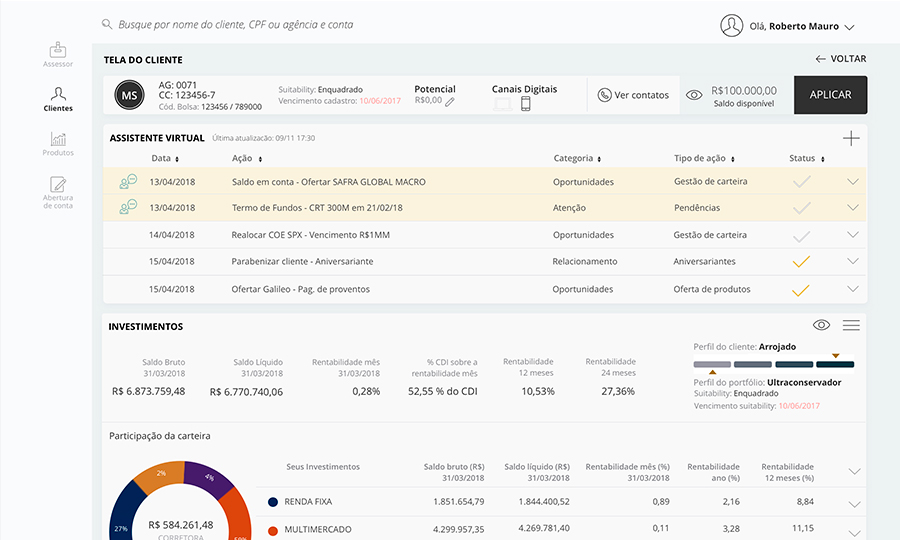 Busque por nome do cliente, CPF ou agência e conta
Olá, Roberto Mauro
Assessor
Clientes
Produtos
Abertura
de conta
TELA DO CLIENTE
VOLTAR
MS
AG: 0071
CC: 123456-7
Cód. Bolsa: 123456 / 789000
Suitability: Enquadrado
Vencimento cadastro: 10/06/2017
Potencial
R$0,00
Canais Digitais
Ver contatos
R$100.000,00
Saldo disponível
APLICAR
ASSISTENTE VIRTUAL Última atualizacão: 09/11 17:30
Data Ação Categoria Tipo de ação Status
13/04/2018 Saldo em conta - Ofertar SAFRA GLOBAL MACRO Oportunidades Gestão de carteira
13/04/2018 Termo de Fundos - CRT 300M em 21/02/18 Atenção Pendências
14/04/2018 Realocar COE SPX - Vencimento R$1MM Oportunidades Gestão de carteira
15/04/2018 Parabenizar cliente - Aniversariante Relacionamento Aniversariantes
15/04/2018 Ofertar Galileo - Pag. de proventos Oportunidades Oferta de produtos
INVESTIMENTOS
Saldo Bruto
31/03/2018
R$ 6.873.759,48
Saldo Líquido
31/03/2018
R$ 6.770.740,06
Rentabilidade mês
31/03/2018
0,28%
% CDI sobre a
rentabilidade mês
52,55 % do CDI
Rentabilidade
12 meses
10,53%
Rentabilidade
24 meses
27,36%
Perfil do cliente: Arrojado
Perfil do portfólio: Ultraconservador
Suitability: Enquadrado
Vencimento suitability: 10/06/2017
Participação da carteira
2%
4%
27%
R$ 584.261,48
CORRETORA
Seus Investimentos
Saldo bruto (R$)
31/03/2018
Saldo líquido (R$)
31/03/2018
Rentabilidade mês (%)
31/03/2018
Rentabilidade
ano (%)
Rentabilidade
12 meses (%)
RENDA FIXA 1.851.654,79 1.844.400,52 0,89 2,16 8,84
MULTIMERCADO 4.299.957,35 4.269.781,40 0,11 3,28 11,15